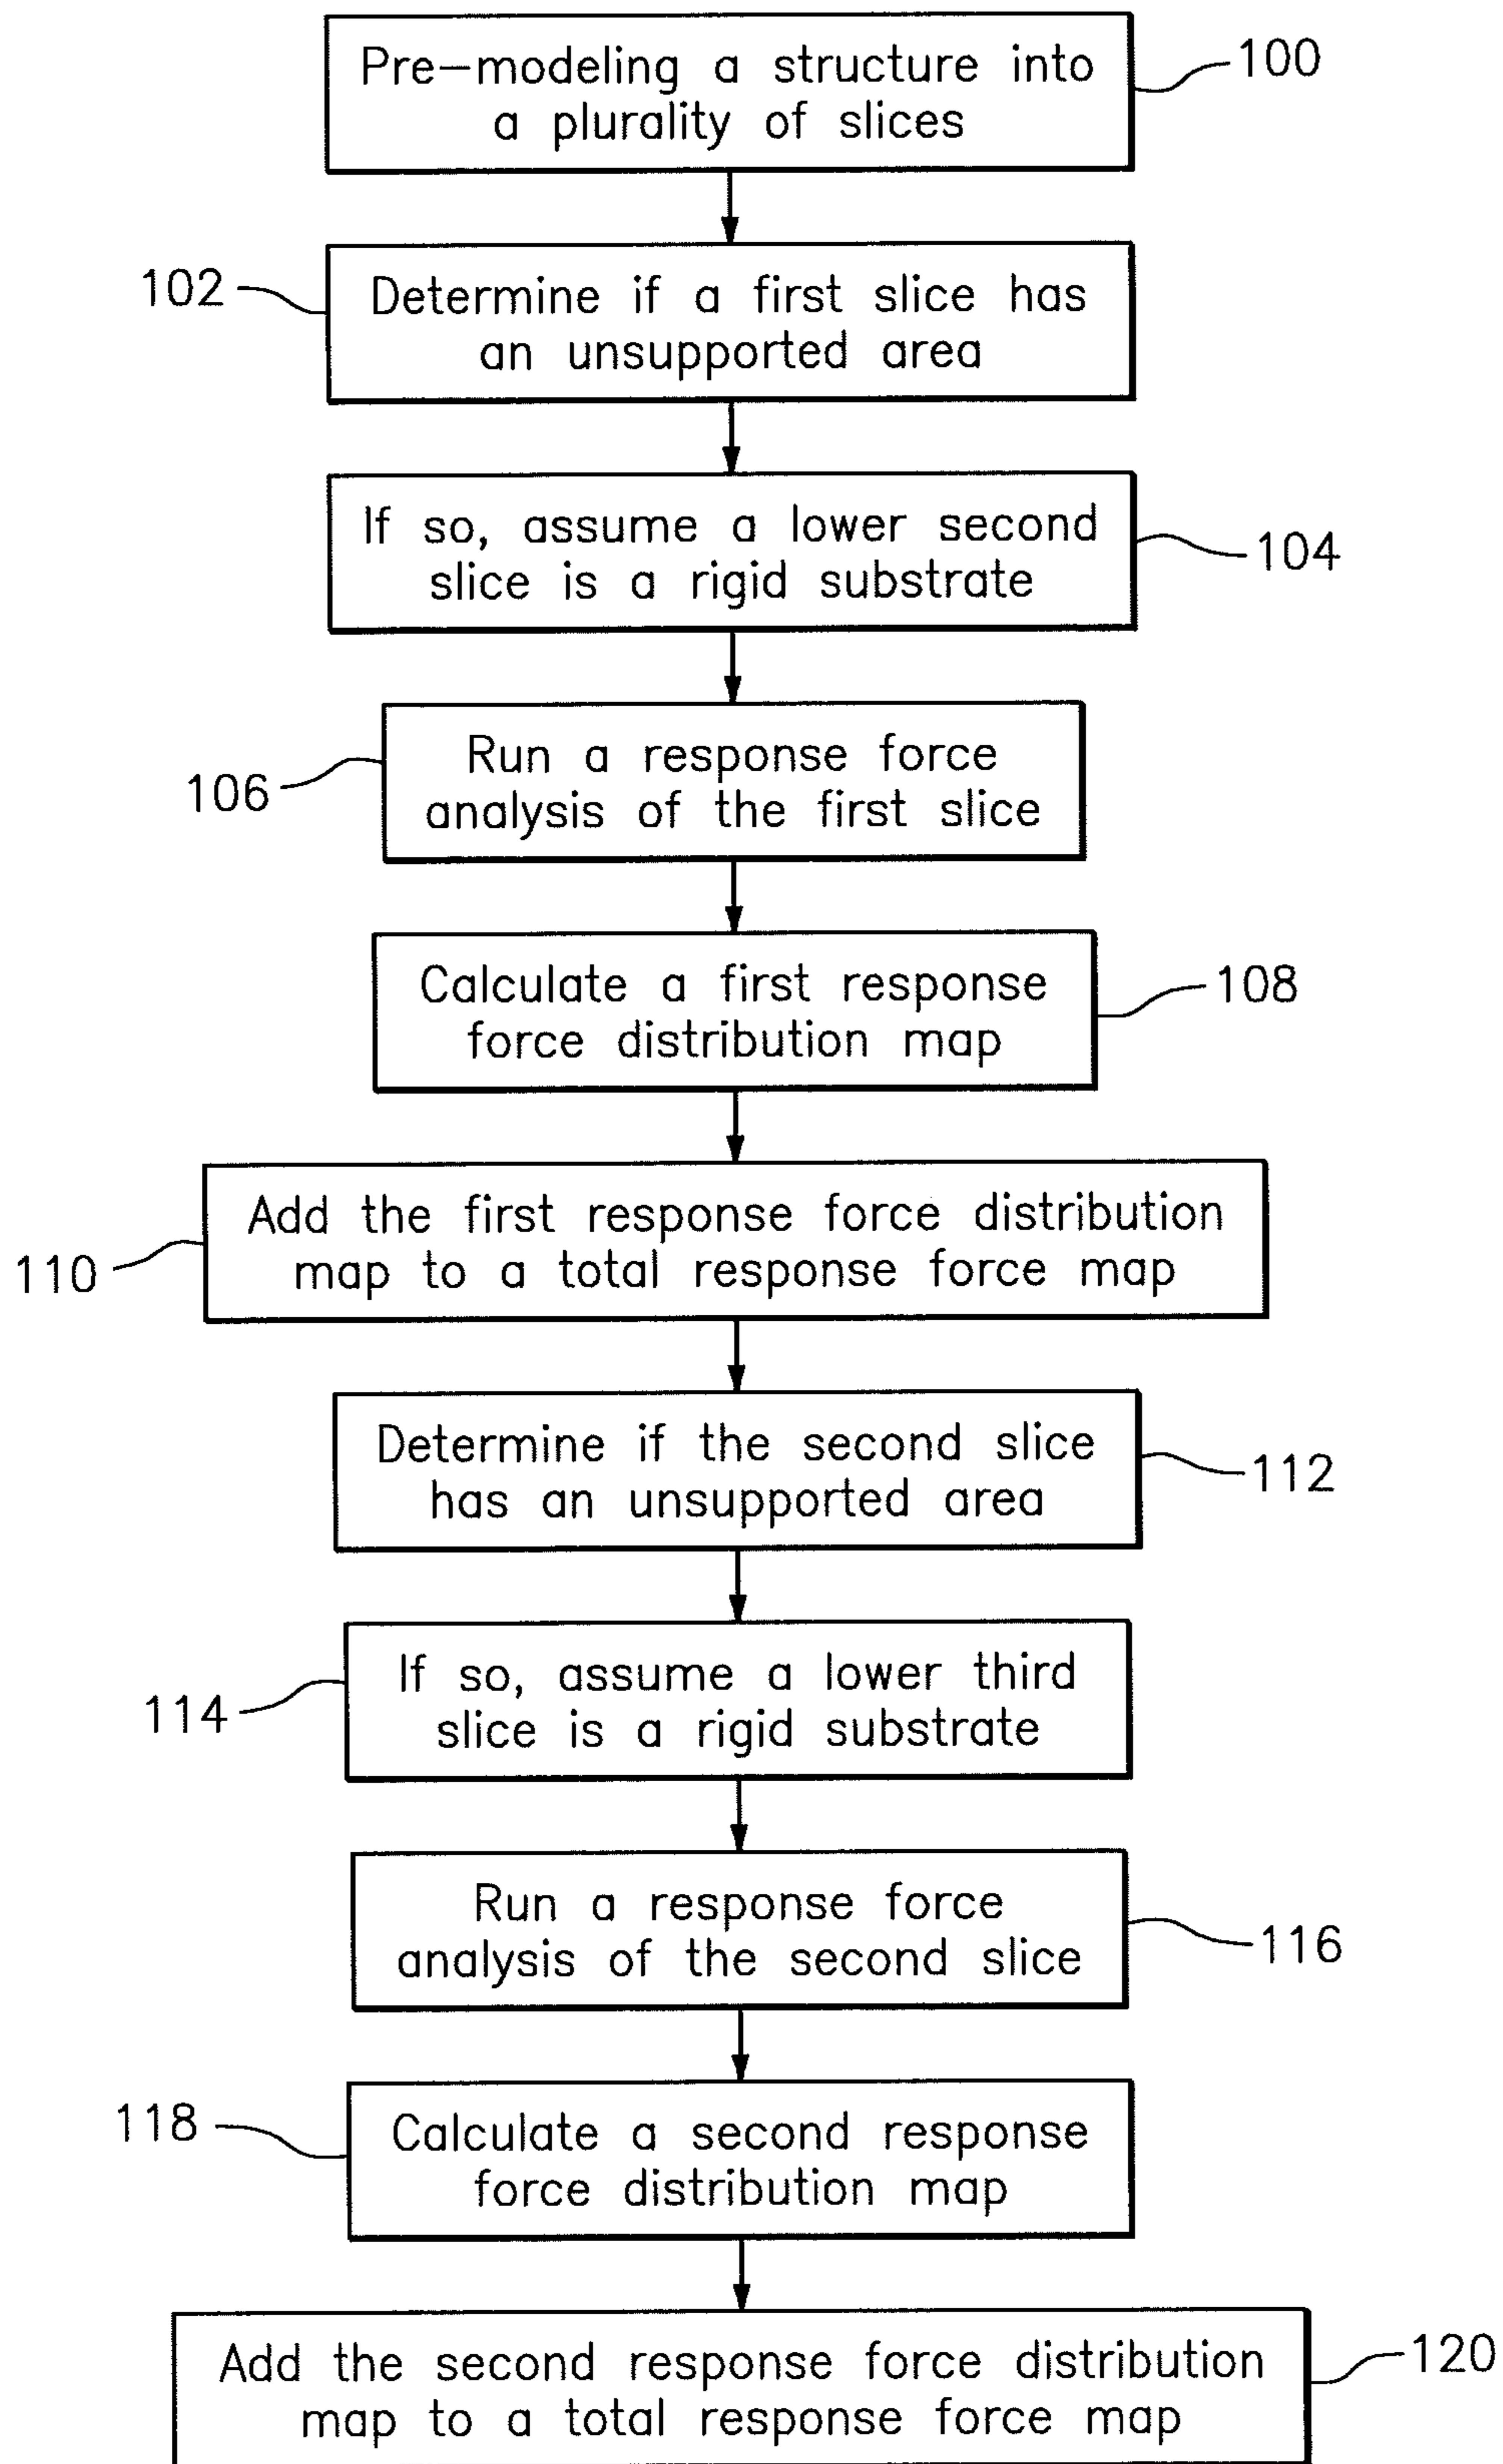 Pre-modeling a structure into
a plurality of slices
100
102
Determine if a first slice has
an unsupported area
If so, assume a lower second
slice is a rigid substrate
104
106
Run a response force
analysis of the first slice
Calculate a first response
force distribution map
108
110
Add the first response force distribution
map to a total response force map
Determine if the second slice
has an unsupported area
112
114
If so, assume a lower third
slice is a rigid substrate
Run a response force
analysis of the second slice
116
118
Calculate a second response
force distribution map
Add the second response force distribution
map to a total response force map
120